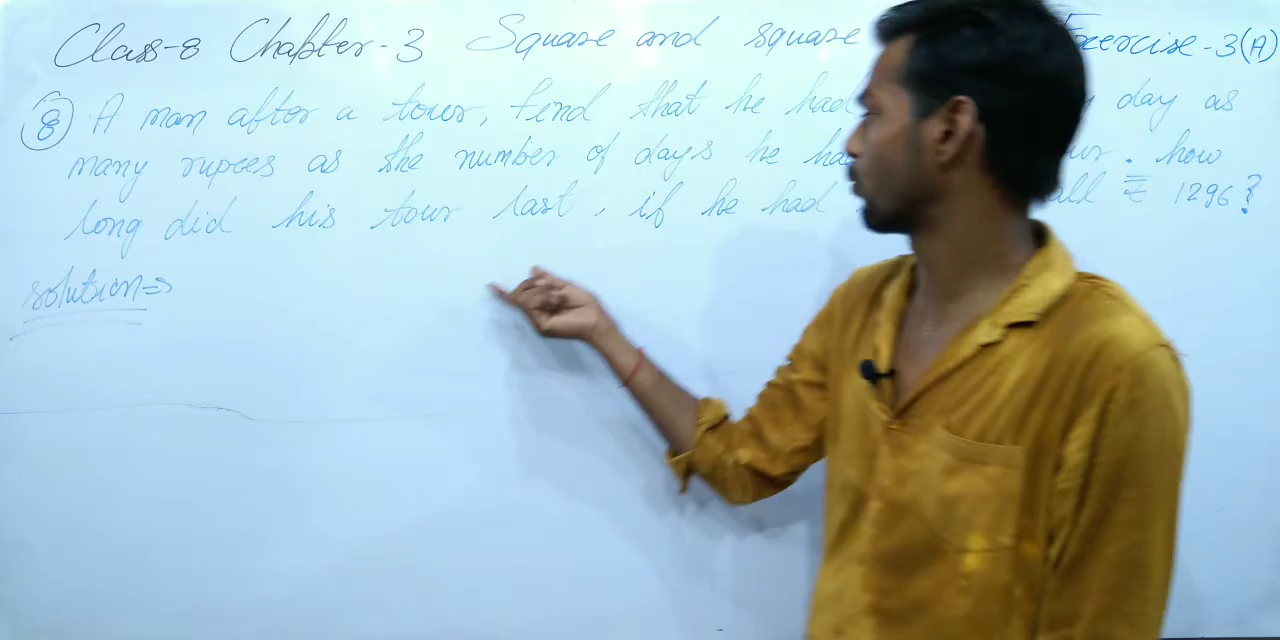 Class-8 Chapter-3 Square and square Exercise-3(A)
8 A man after a tour, find that he had day as
many rupees as the number of days he had . how
long did his tour last, if he had all ₹ 1296?
solution⇒